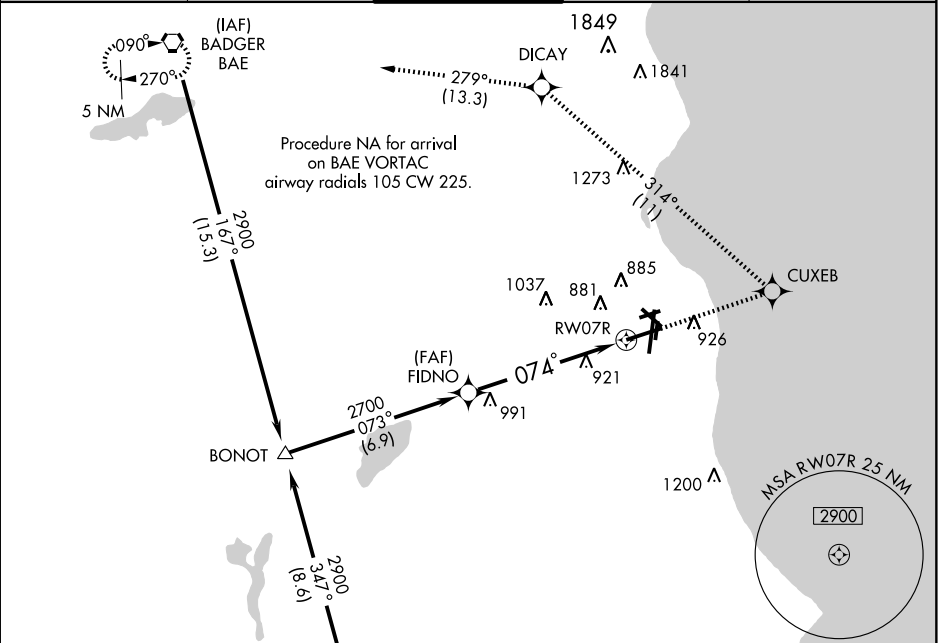 (IAF)
BADGER
BAE
090°
270°
5 NM
1849
DICAY
1841
279°
(13.3)
Procedure NA for arrival
on BAE VORTAC
airway radials 105 CW 225.
1273
314°
(11)
2900
167°
(15.3)
CUXEB
885
1037
881
RW07R
926
(FAF)
FIDNO
074°
921
991
2700
073°
(6.9)
BONOT
1200
MSA RW07R 25 NM
2900
2900
347°
(8.6)